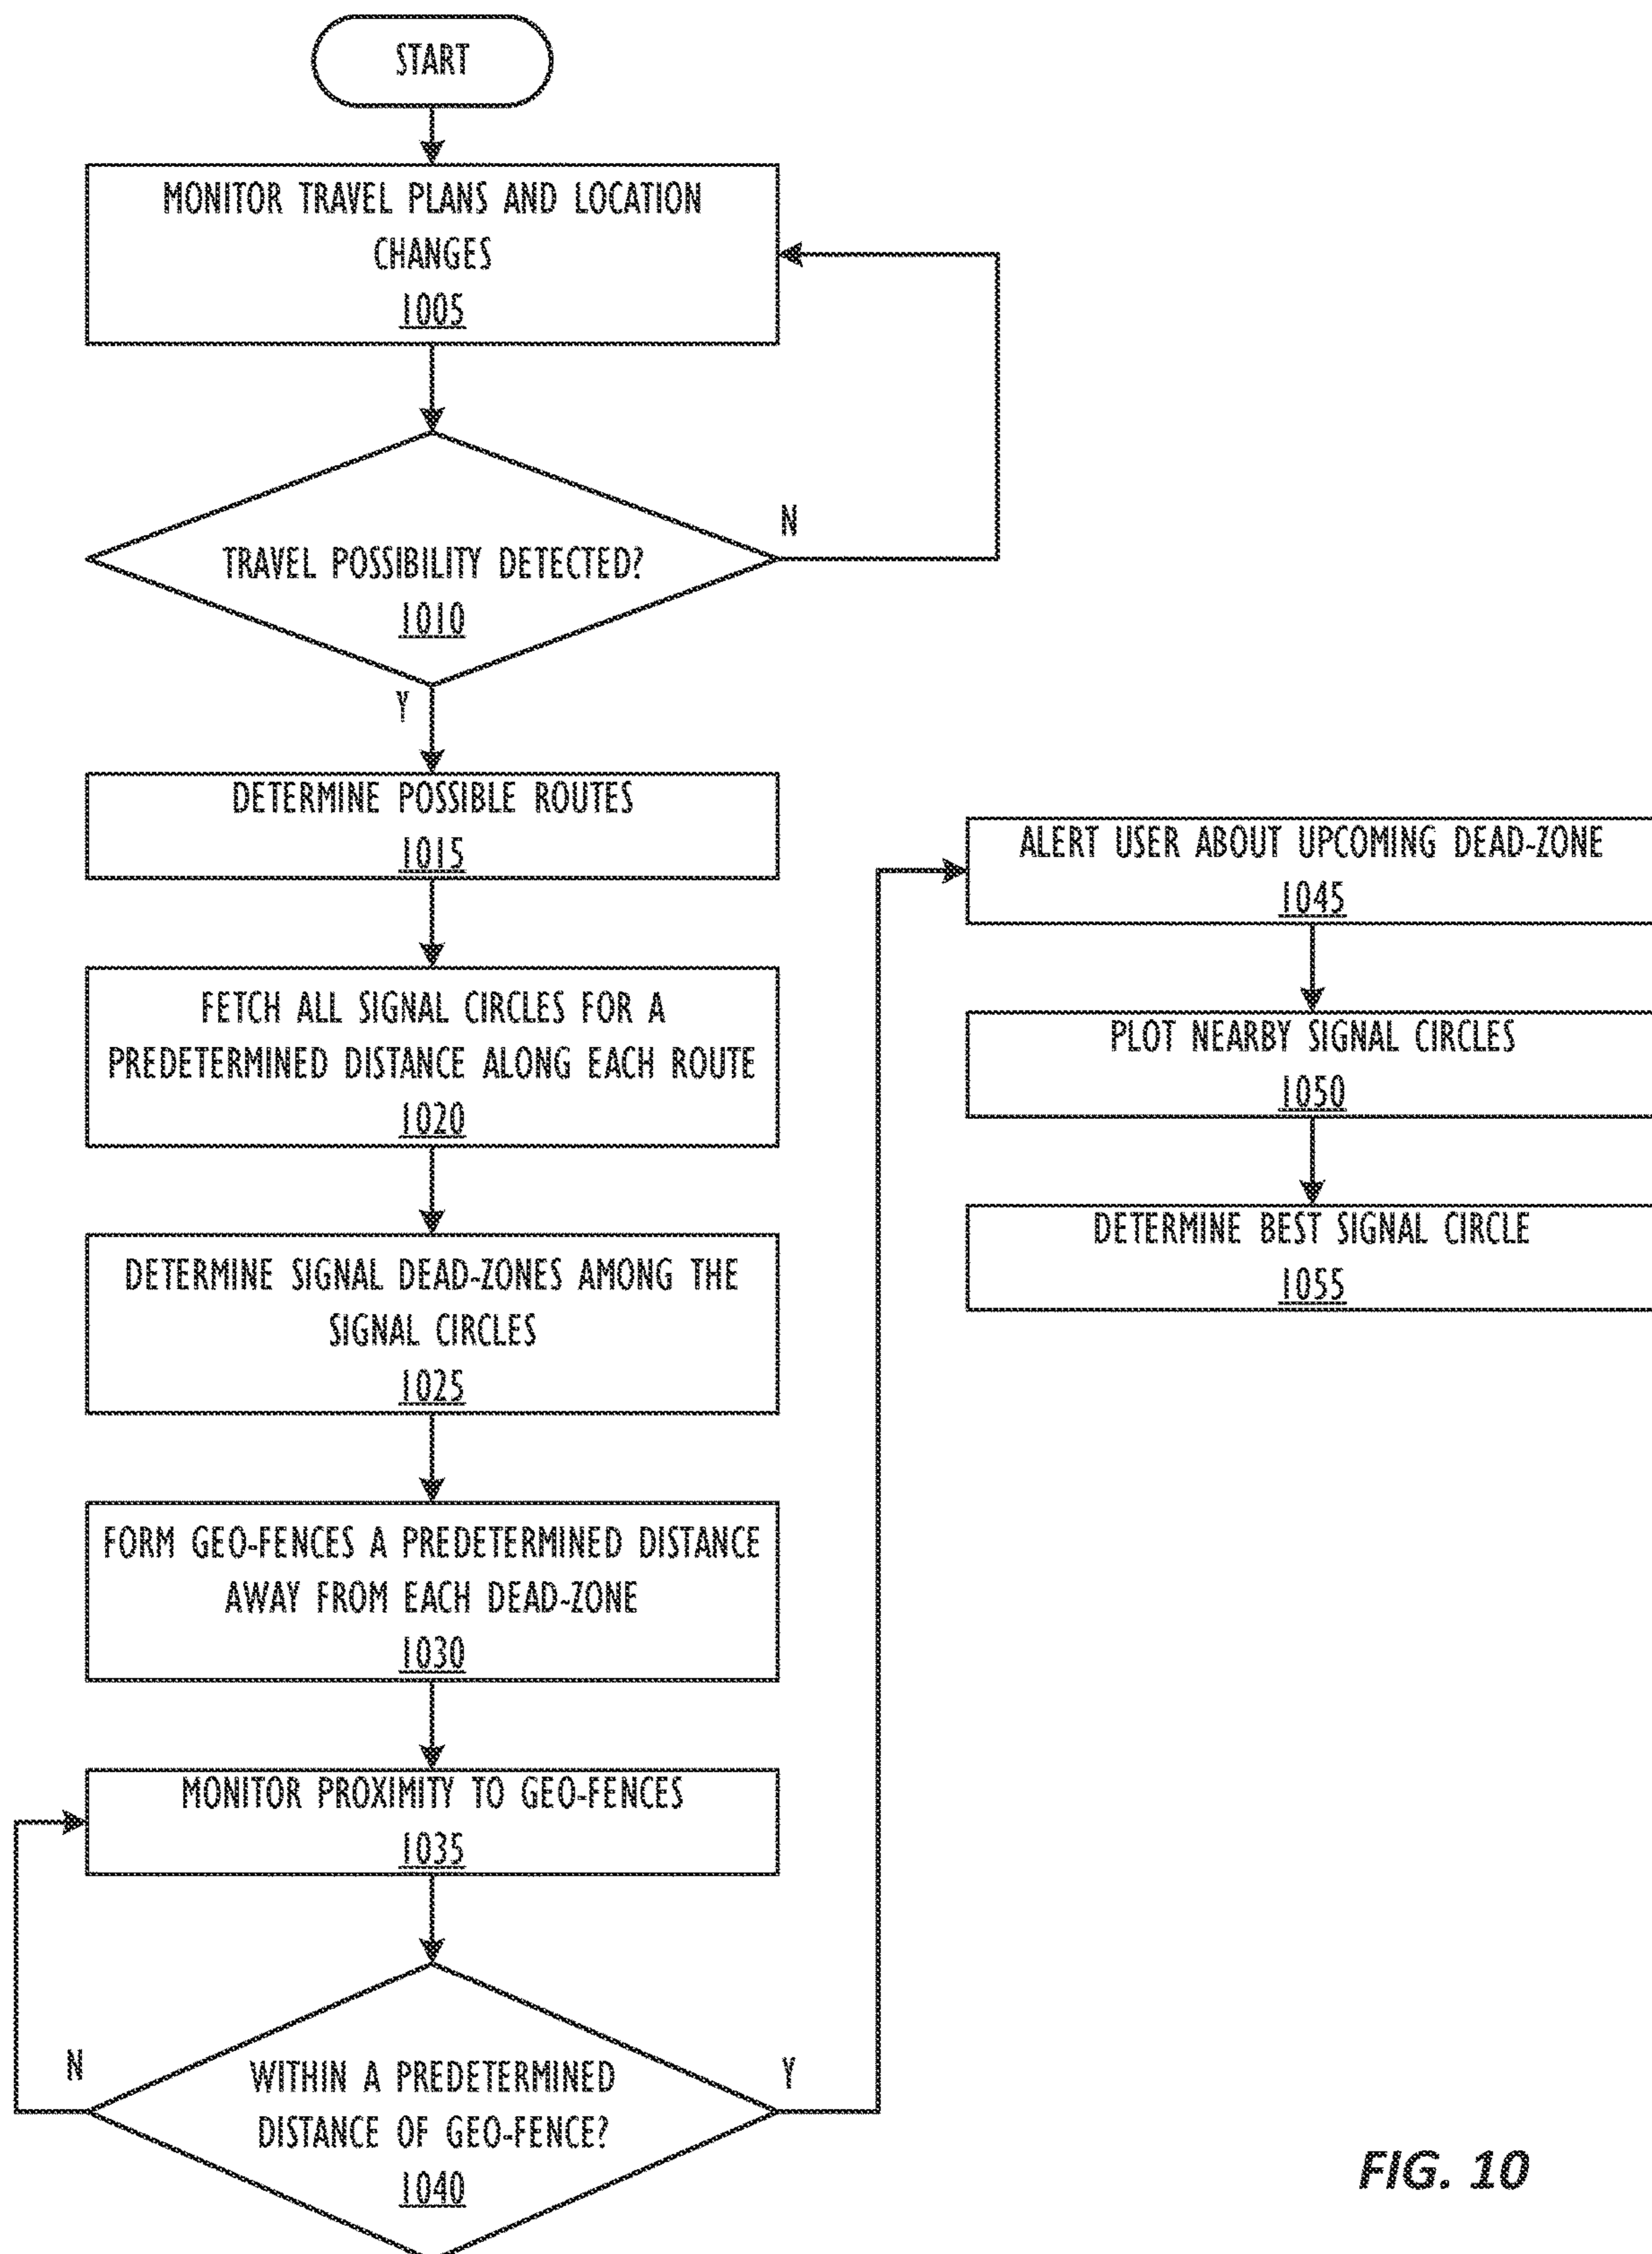 START
MONITOR TRAVEL PLANS AND LOCATION
CHANGES
1005
N
TRAVEL POSSIBILITY DETECTED?
1010
Y
DETERMINE POSSIBLE ROUTES
1015
FETCH ALL SIGNAL CIRCLES FOR A
PREDETERMINED DISTANCE ALONG EACH ROUTE
1020
DETERMINE SIGNAL DEAD-ZONES AMONG THE
SIGNAL CIRCLES
1025
FORM GEO-FENCES A PREDETERMINED DISTANCE
AWAY FROM EACH DEAD-ZONE
1030
MONITOR PROXIMITY TO GEO-FENCES
1035
N
WITHIN A PREDETERMINED
DISTANCE OF GEO-FENCE?
1040
Y
ALERT USER ABOUT UPCOMING DEAD-ZONE
1045
PLOT NEARBY SIGNAL CIRCLES
1050
DETERMINE BEST SIGNAL CIRCLE
1055
FIG. 10